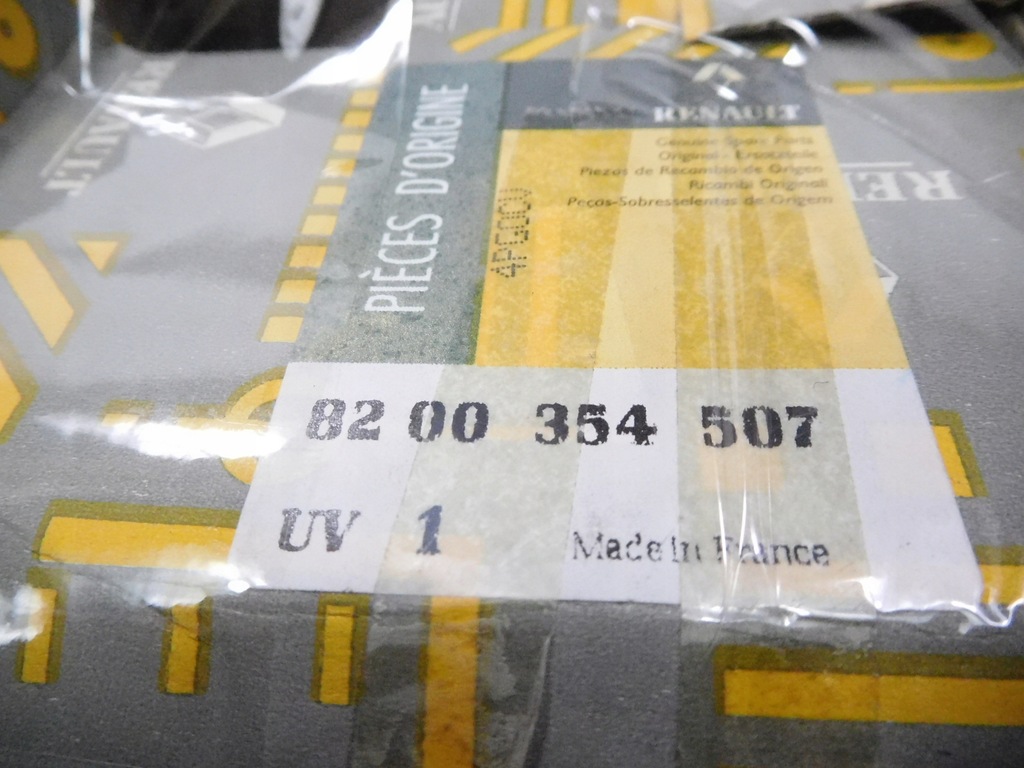 RENAULT
PIÈCES D'ORIGINE
RENAULT
Genuine Spare Parts
Original - Ersatzteile
Piezas de Recambio de Origen
Ricambi Originali
Peças-Sobresselentes de Origem
82 00 354 507
UV 1
Made in France